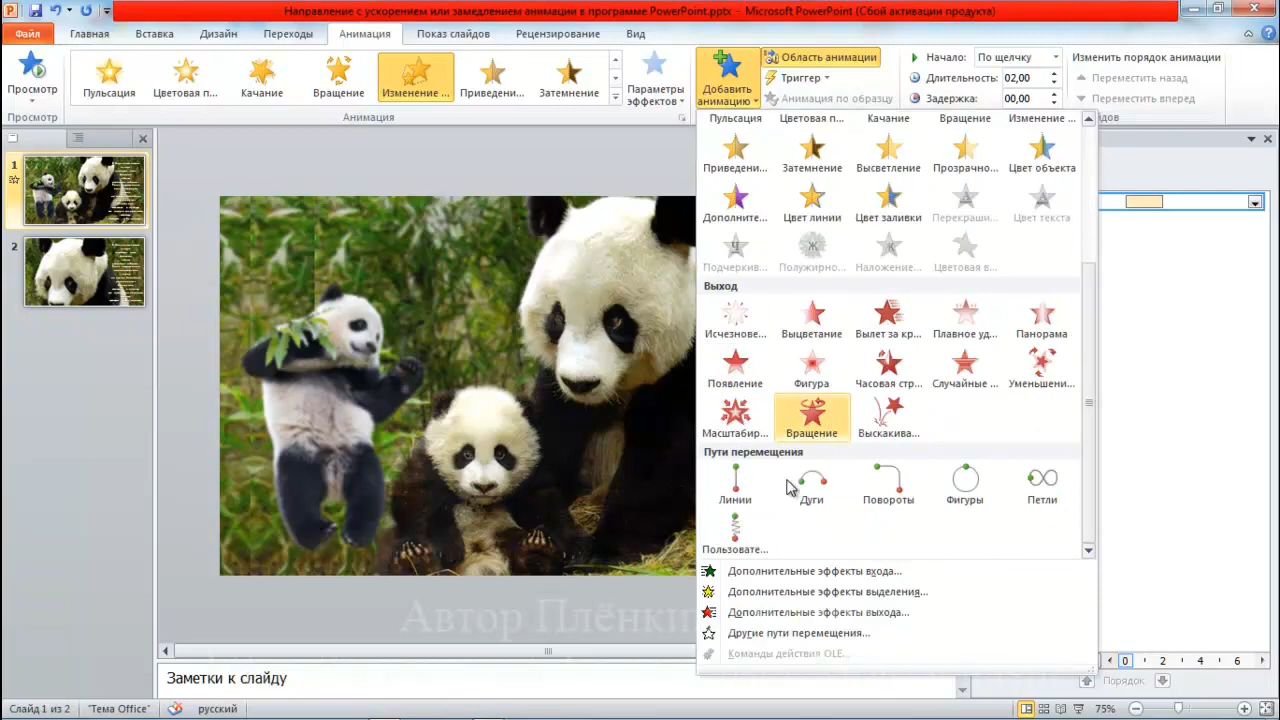 Направление с ускорением или замедлением анимации в программе PowerPoint.pptx - Microsoft PowerPoint (Сбой активации продукта)
Файл Главная Вставка Дизайн Переходы Анимация Показ слайдов Рецензирование Вид
Просмотр
Пульсация Цветовая п... Качание Вращение Изменение ... Приведени... Затемнение
Параметры эффектов
Добавить анимацию
Область анимации
Триггер
Анимация по образцу
Начало: По щелчку
Длительность: 02,00
Задержка: 00,00
Изменить порядок анимации
Переместить назад
Переместить вперед
Просмотр Анимация
Пульсация Цветовая п... Качание Вращение Изменение ...
Приведени... Затемнение Высветление Прозрачно... Цвет объекта
Дополните... Цвет линии Цвет заливки Перекраши... Цвет текста
Подчеркив... Полужирно... Наложение... Цветовая в...
Выход
Исчезнове... Выцветание Вылет за кр... Плавное уд... Панорама
Появление Фигура Часовая стр... Случайные ... Уменьшени...
Масштабир... Вращение Выскакива...
Пути перемещения
Линии Дуги Повороты Фигуры Петли
Пользовате...
Дополнительные эффекты входа...
Дополнительные эффекты выделения...
Дополнительные эффекты выхода...
Другие пути перемещения...
Команды действия OLE...
1
2
Автор
0 2 4 6
Порядок
Заметки к слайду
Слайд 1 из 2 "Тема Office" русский 75%